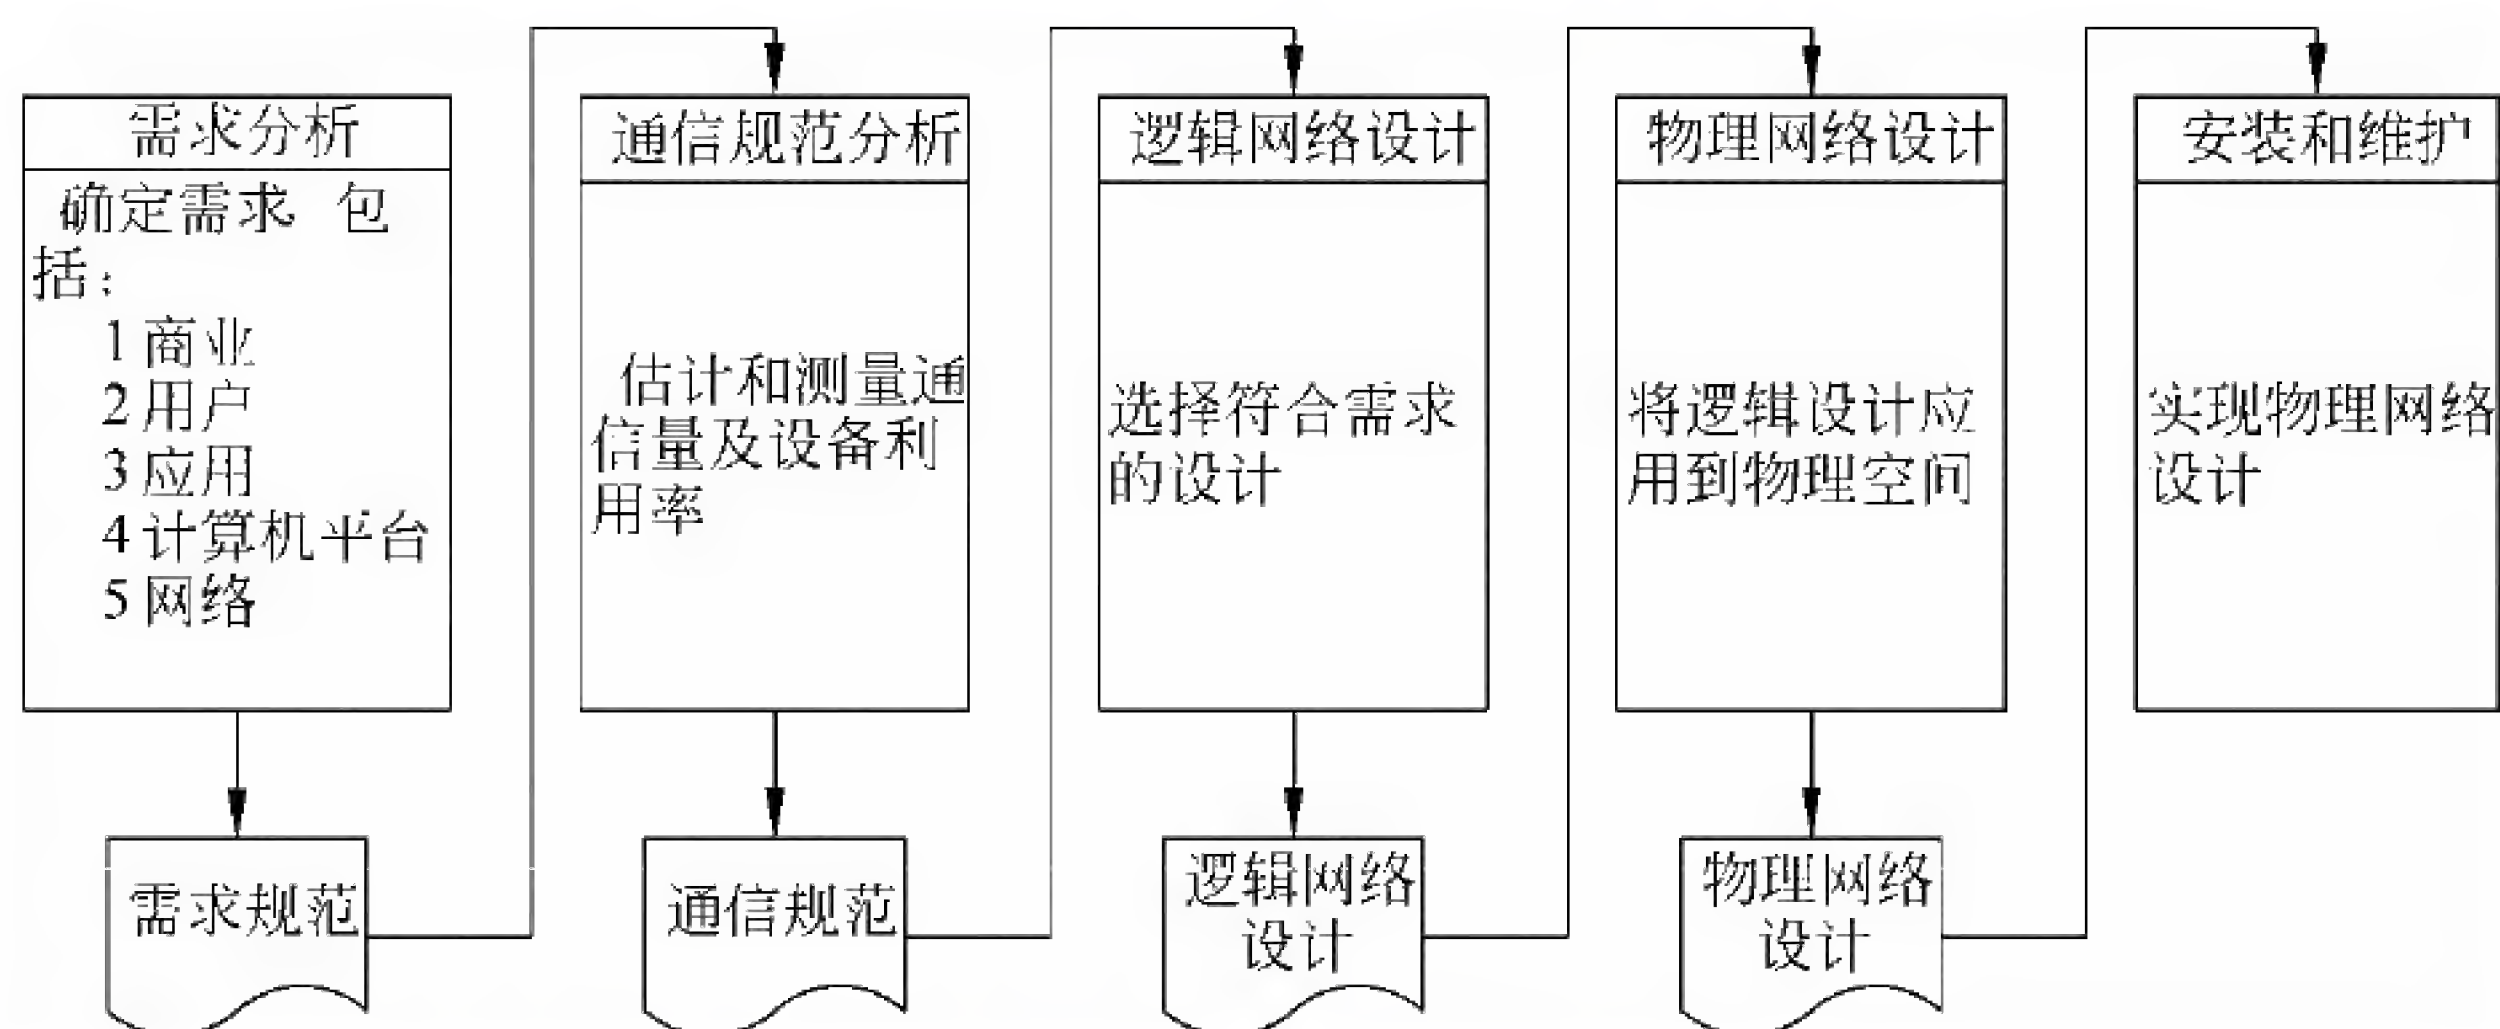 需求分析
确定需求 包
括:
1 商业
2 用户
3 应用
4 计算机平台
5 网络
需求规范
通信规范分析
估计和测量通
信量及设备利
用率
通信规范
逻辑网络设计
选择符合需求
的设计
逻辑网络
设计
物理网络设计
将逻辑设计应
用到物理空间
物理网络
设计
安装和维护
实现物理网络
设计